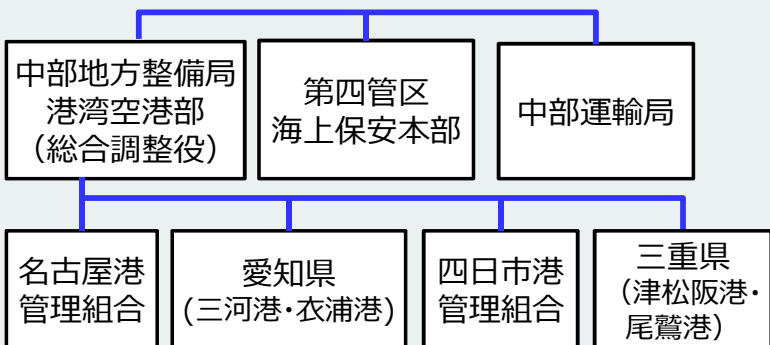 中部地方整備局
港湾空港部
（総合調整役）
第四管区
海上保安本部
中部運輸局
名古屋港
管理組合
愛知県
(三河港・衣浦港)
四日市港
管理組合
三重県
（津松阪港・
尾鷲港）